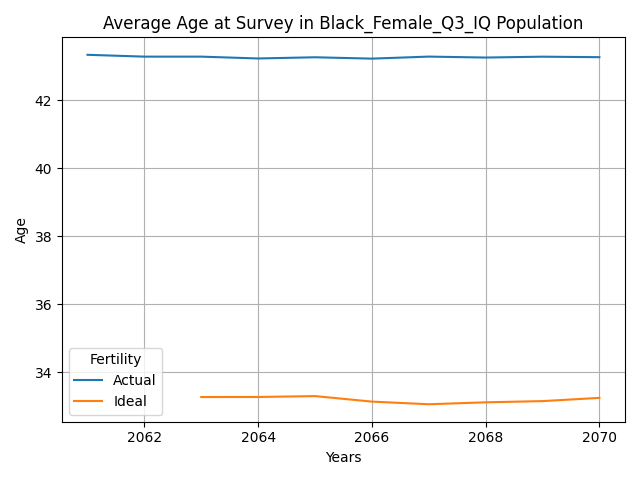 Average Age at Survey in Black_Female_Q3_IQ Population
Age
42
40
38
36
34
Fertility
Actual
Ideal
2062 2064 2066 2068 2070
Years